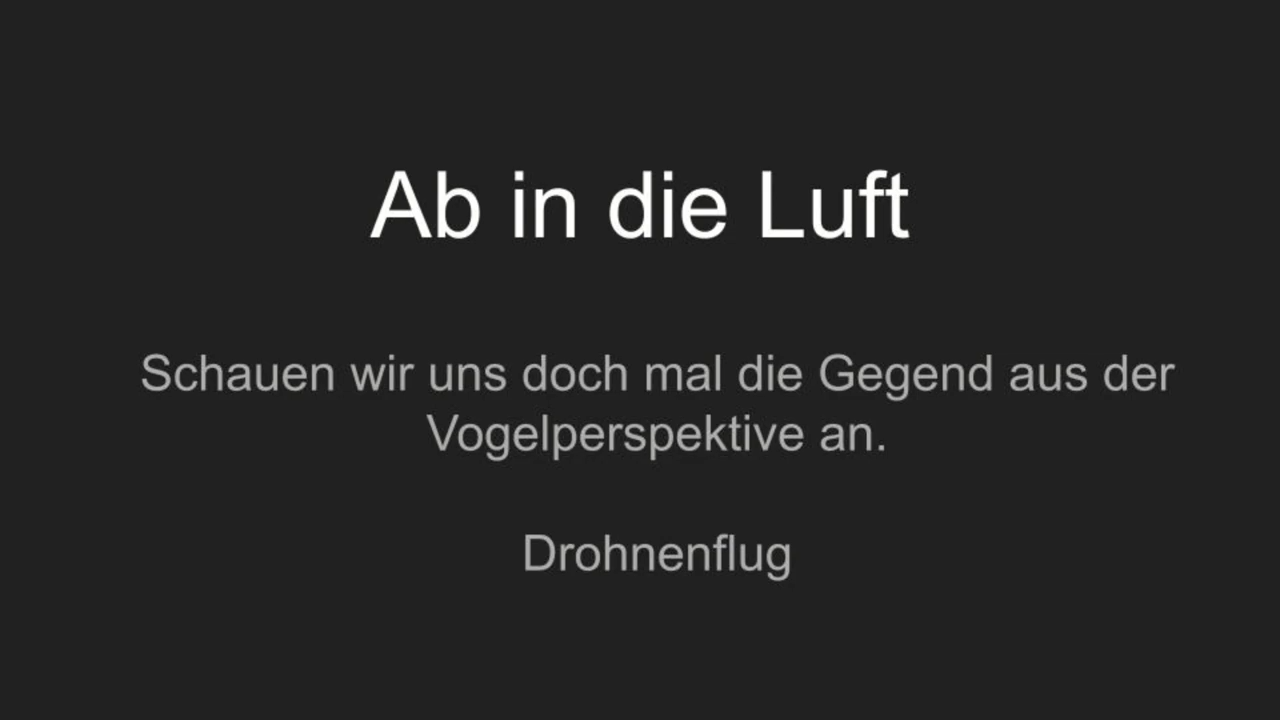 Ab in die Luft
Schauen wir uns doch mal die Gegend aus der
Vogelperspektive an.
Drohnenflug